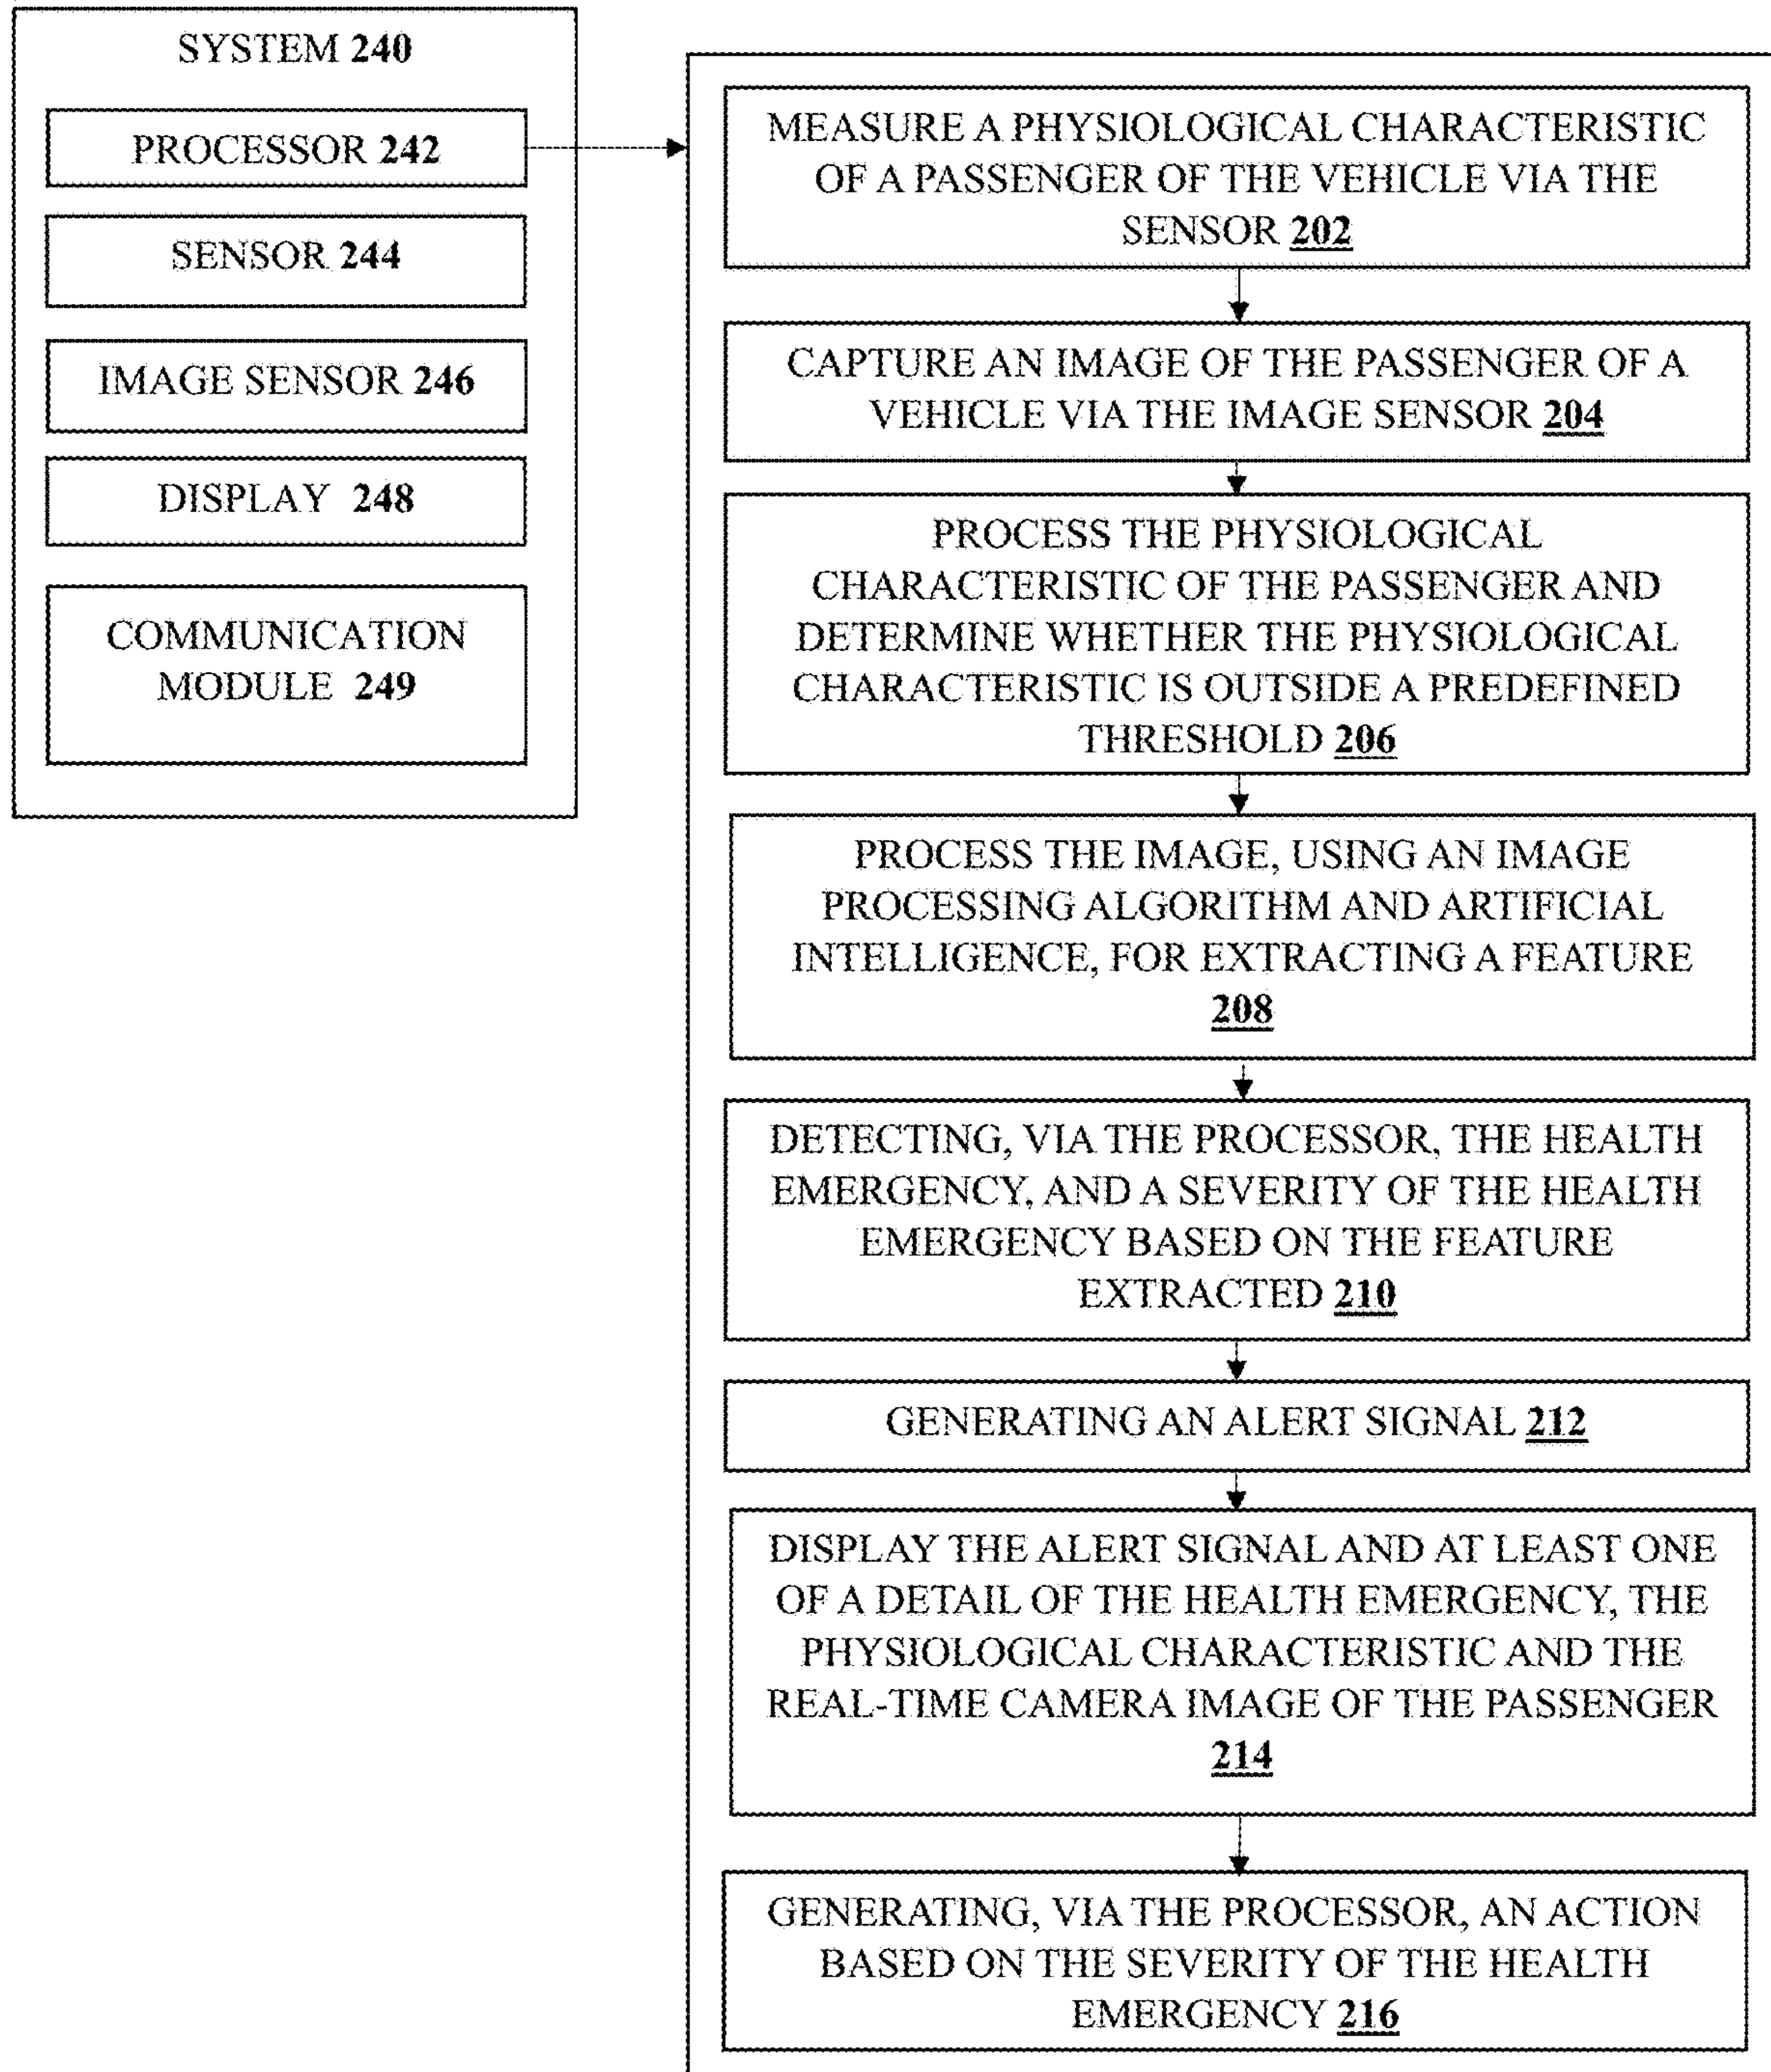 SYSTEM 240
PROCESSOR 242
SENSOR 244
IMAGE SENSOR 246
DISPLAY 248
COMMUNICATION
MODULE 249
MEASURE A PHYSIOLOGICAL CHARACTERISTIC
OF A PASSENGER OF THE VEHICLE VIA THE
SENSOR 202
CAPTURE AN IMAGE OF THE PASSENGER OF A
VEHICLE VIA THE IMAGE SENSOR 204
PROCESS THE PHYSIOLOGICAL
CHARACTERISTIC OF THE PASSENGER AND
DETERMINE WHETHER THE PHYSIOLOGICAL
CHARACTERISTIC IS OUTSIDE A PREDEFINED
THRESHOLD 206
PROCESS THE IMAGE, USING AN IMAGE
PROCESSING ALGORITHM AND ARTIFICIAL
INTELLIGENCE, FOR EXTRACTING A FEATURE
208
DETECTING, VIA THE PROCESSOR, THE HEALTH
EMERGENCY, AND A SEVERITY OF THE HEALTH
EMERGENCY BASED ON THE FEATURE
EXTRACTED 210
GENERATING AN ALERT SIGNAL 212
DISPLAY THE ALERT SIGNAL AND AT LEAST ONE
OF A DETAIL OF THE HEALTH EMERGENCY, THE
PHYSIOLOGICAL CHARACTERISTIC AND THE
REAL-TIME CAMERA IMAGE OF THE PASSENGER
214
GENERATING, VIA THE PROCESSOR, AN ACTION
BASED ON THE SEVERITY OF THE HEALTH
EMERGENCY 216